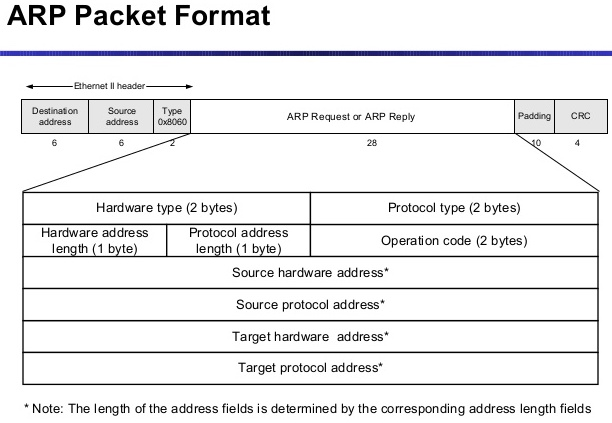 ARP Packet Format
Ethernet II header
Destination
address
Source
address
Type
0x8060
ARP Request or ARP Reply
Padding
CRC
6
6
2
28
10
4
Hardware type (2 bytes)
Protocol type (2 bytes)
Hardware address
length (1 byte)
Protocol address
length (1 byte)
Operation code (2 bytes)
Source hardware address*
Source protocol address*
Target hardware address*
Target protocol address*
* Note: The length of the address fields is determined by the corresponding address length fields